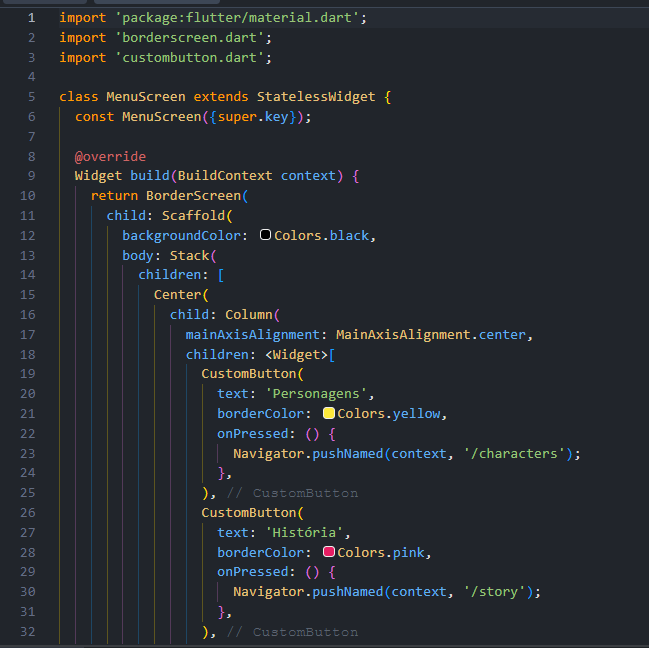 1 import 'package:flutter/material.dart';
2 import 'borderscreen.dart';
3 import 'custombutton.dart';
4
5 class MenuScreen extends StatelessWidget {
6   const MenuScreen({super.key});
7
8   @override
9   Widget build(BuildContext context) {
10     return BorderScreen(
11       child: Scaffold(
12         backgroundColor: Colors.black,
13         body: Stack(
14           children: [
15             Center(
16               child: Column(
17                 mainAxisAlignment: MainAxisAlignment.center,
18                 children: <Widget>[
19                   CustomButton(
20                     text: 'Personagens',
21                     borderColor: Colors.yellow,
22                     onPressed: () {
23                       Navigator.pushNamed(context, '/characters');
24                     },
25                   ), // CustomButton
26                   CustomButton(
27                     text: 'História',
28                     borderColor: Colors.pink,
29                     onPressed: () {
30                       Navigator.pushNamed(context, '/story');
31                     },
32                   ), // CustomButton